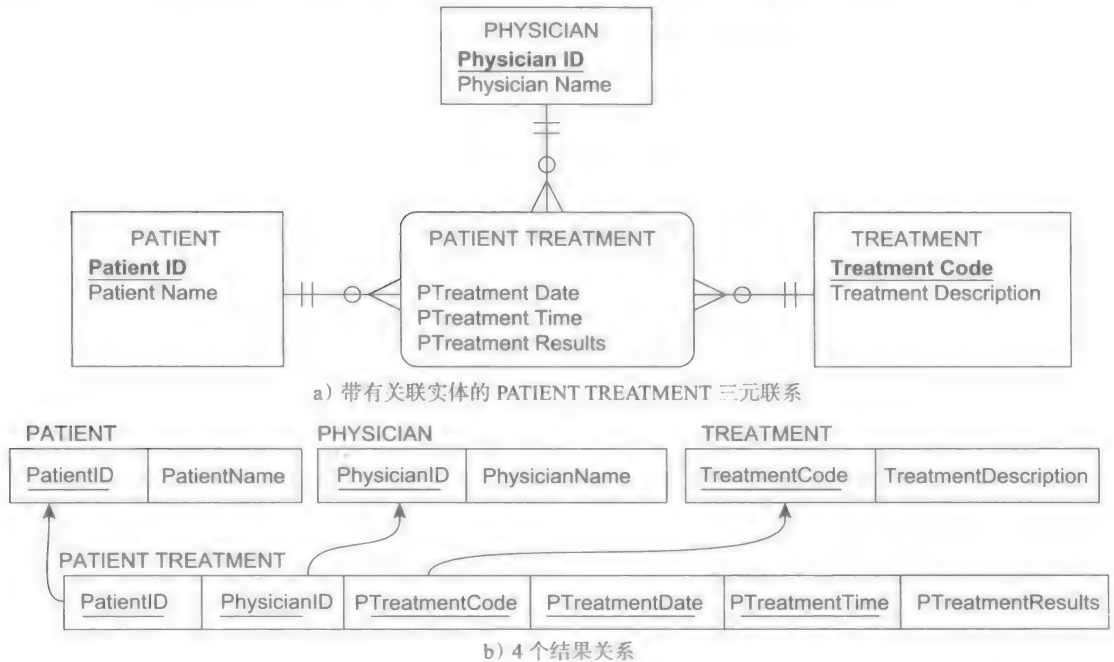 PHYSICIAN
Physician ID
Physician Name
PATIENT
Patient ID
Patient Name
PATIENT TREATMENT
PTreatment Date
PTreatment Time
PTreatment Results
TREATMENT
Treatment Code
Treatment Description
a) 带有关联实体的 PATIENT TREATMENT 三元联系
PATIENT
PatientID
PatientName
PHYSICIAN
PhysicianID
PhysicianName
TREATMENT
TreatmentCode
TreatmentDescription
PATIENT TREATMENT
PatientID
PhysicianID
PTreatmentCode
PTreatmentDate
PTreatmentTime
PTreatmentResults
b) 4 个结果关系